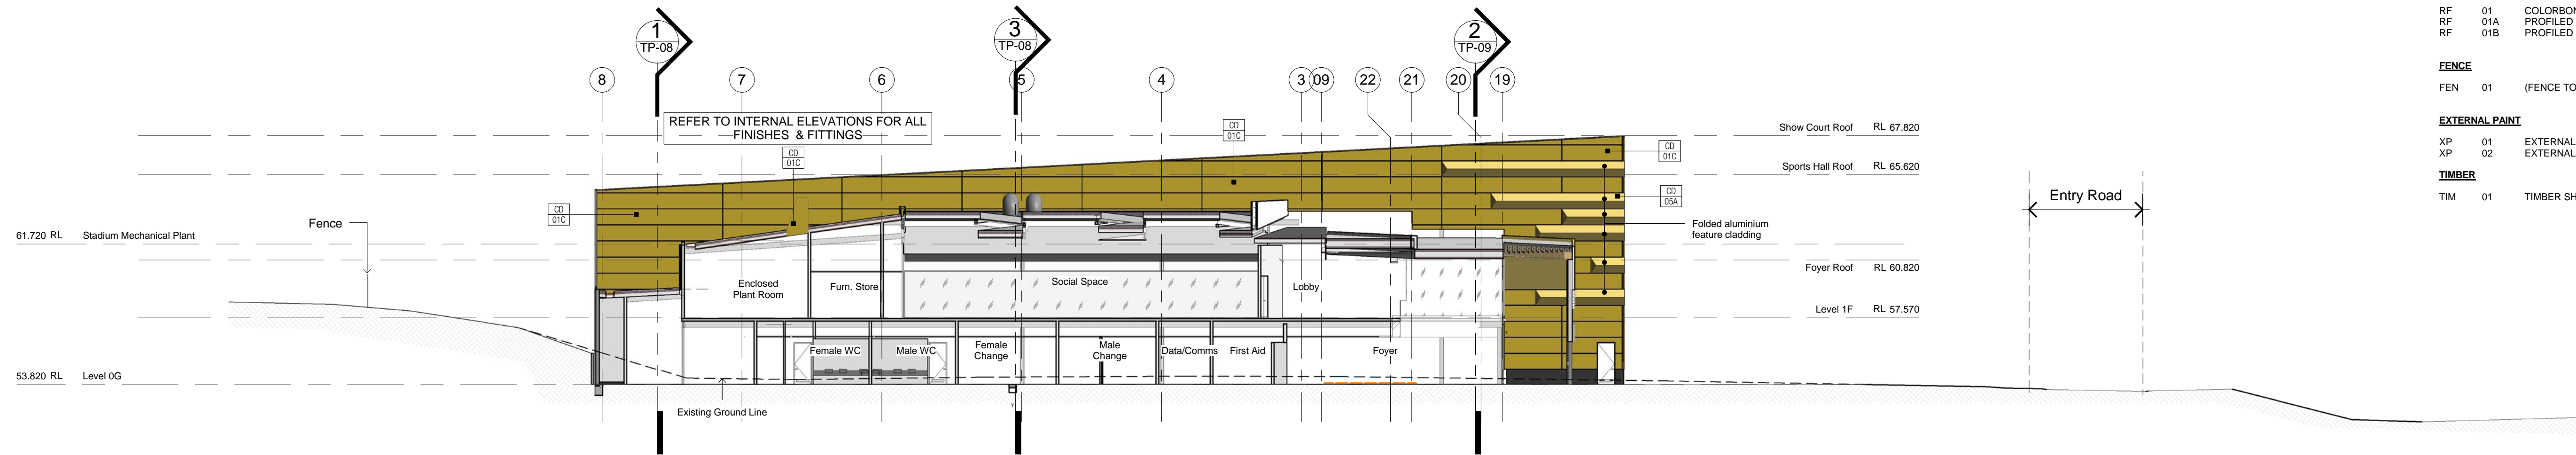 1
TP-08
3
TP-08
2
TP-09
8
7
6
5
4
3
09
22
21
20
19
REFER TO INTERNAL ELEVATIONS FOR ALL
FINISHES & FITTINGS
CD
01C
CD
01C
CD
01C
CD
01C
CD
05A
Show Court Roof RL 67.820
Sports Hall Roof RL 65.620
Foyer Roof RL 60.820
Level 1F RL 57.570
Folded aluminium
feature cladding
Fence
61.720 RL Stadium Mechanical Plant
53.820 RL Level 0G
Enclosed
Plant Room
Furn. Store
Social Space
Lobby
Female WC
Male WC
Female
Change
Male
Change
Data/Comms
First Aid
Foyer
Existing Ground Line
Entry Road
RF 01 COLORBON
RF 01A PROFILED
RF 01B PROFILED
FENCE
FEN 01 (FENCE TO
EXTERNAL PAINT
XP 01 EXTERNAL
XP 02 EXTERNAL
TIMBER
TIM 01 TIMBER SH